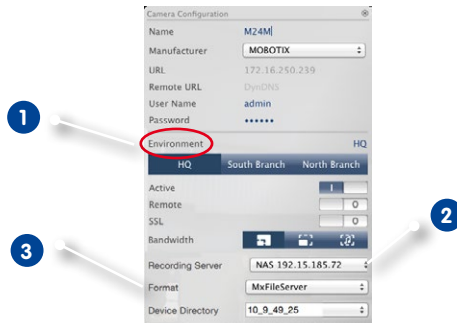 Camera Configuration
Name M24M
Manufacturer MOBOTIX
URL 172.16.250.239
Remote URL DynDNS
User Name admin
Password ••••••
1
Environment HQ
HQ South Branch North Branch
Active I
Remote O
SSL O
Bandwidth
2
3
Recording Server NAS 192.15.185.72
Format MxFileServer
Device Directory 10_9_49_25